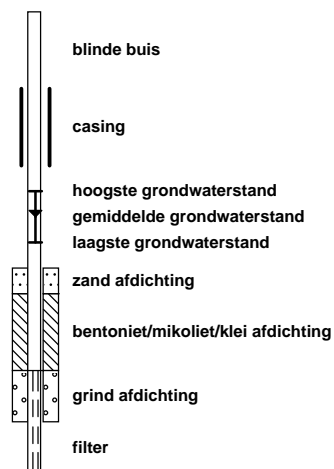 blinde buis
casing
hoogste grondwaterstand
gemiddelde grondwaterstand
laagste grondwaterstand
zand afdichting
bentoniet/mikoliet/klei afdichting
grind afdichting
filter